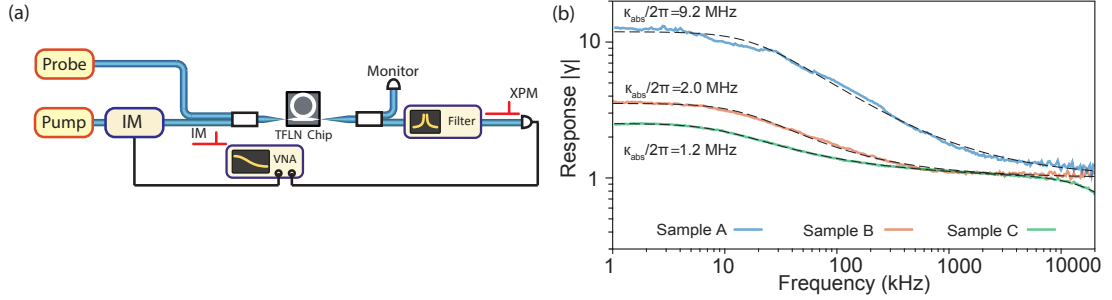 (a)
Probe
Pump
IM
IM
TFLN Chip
VNA
Monitor
Filter
XPM
(b)
Response |γ|
10
1
κabs/2π=9.2 MHz
κabs/2π=2.0 MHz
κabs/2π=1.2 MHz
Sample A
Sample B
Sample C
1
10
100
1000
10000
Frequency (kHz)